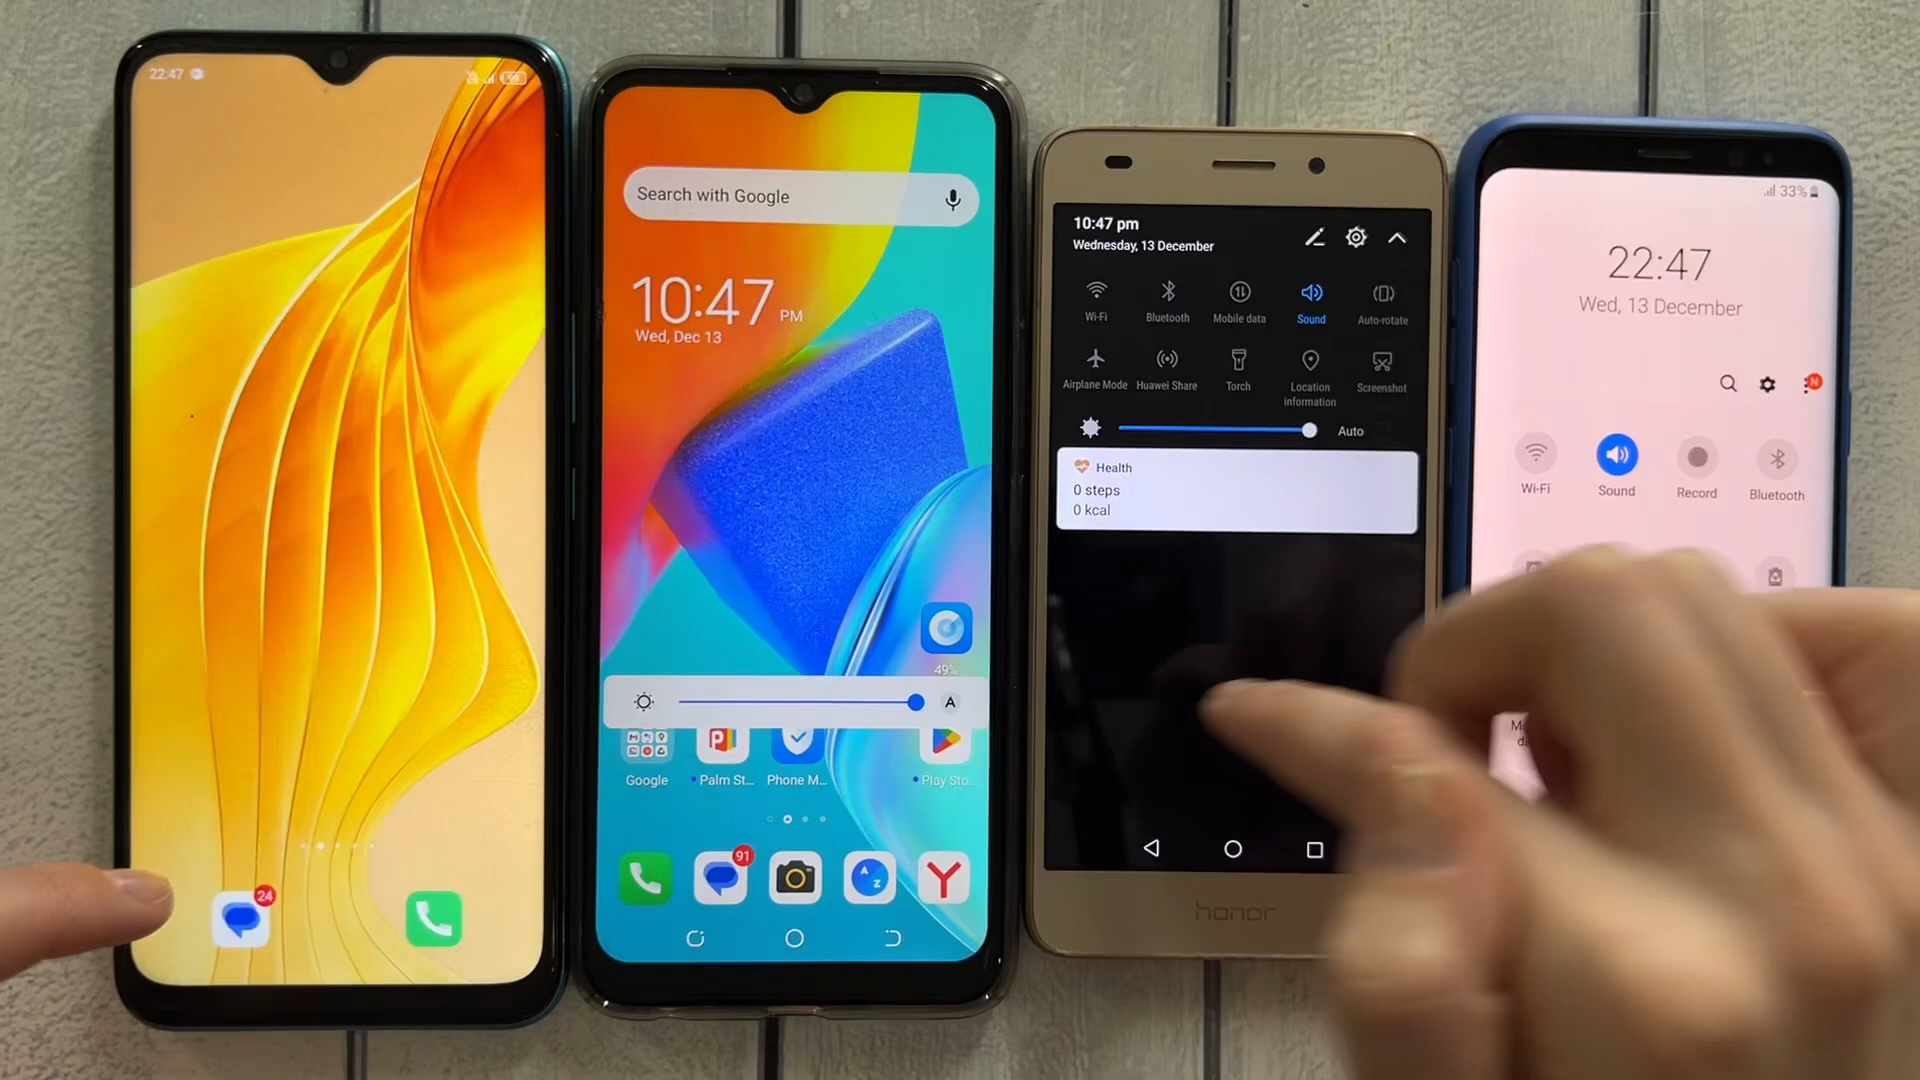 22:47
99
24
Search with Google
10:47 PM
Wed, Dec 13
49%
A
Google
Palm St...
Phone M...
Play Sto...
91
A
Z
10:47 pm
Wednesday, 13 December
Wi-Fi
Bluetooth
Mobile data
Sound
Auto-rotate
Airplane Mode
Huawei Share
Torch
Location
information
Screenshot
Auto
Health
0 steps
0 kcal
honor
33%
22:47
Wed, 13 December
N
Wi-Fi
Sound
Record
Bluetooth